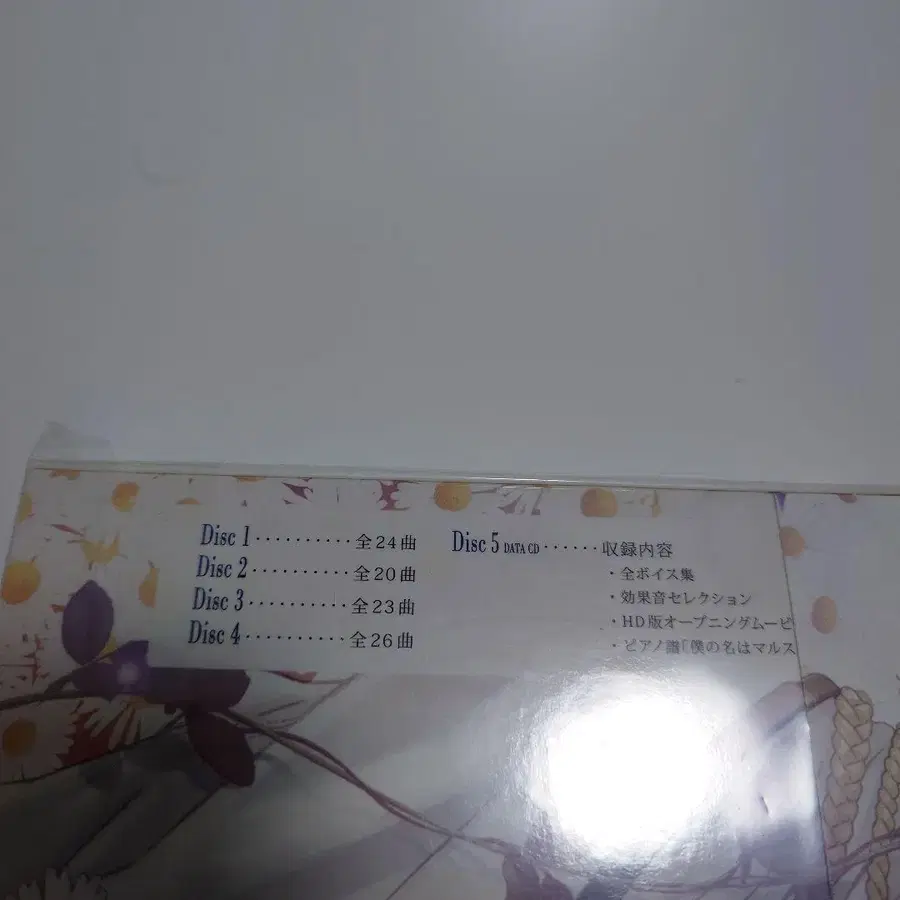 Disc 1 ·········· 全24曲
Disc 2 ·········· 全20曲
Disc 3 ·········· 全23曲
Disc 4 ·········· 全26曲
Disc 5 DATA CD ······ 収録内容
・全ボイス集
・効果音セレクション
・HD版オープニングムービ
・ピアノ譜「僕の名はマルス